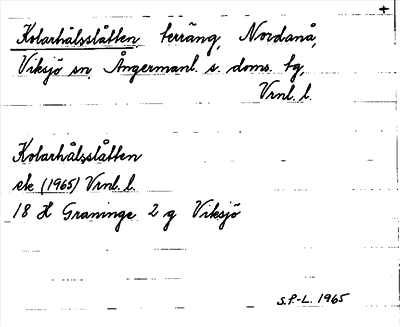 +
Kolarhålsslåtten, terräng, Nordanå,
Viksjö sn, Ångermanl. s. doms. tg,
Vrnl. l.
Kolarhålsslåtten
ek (1965) Vrnl. l.
18 H Graninge 2 g Viksjö
S.P-L. 1965